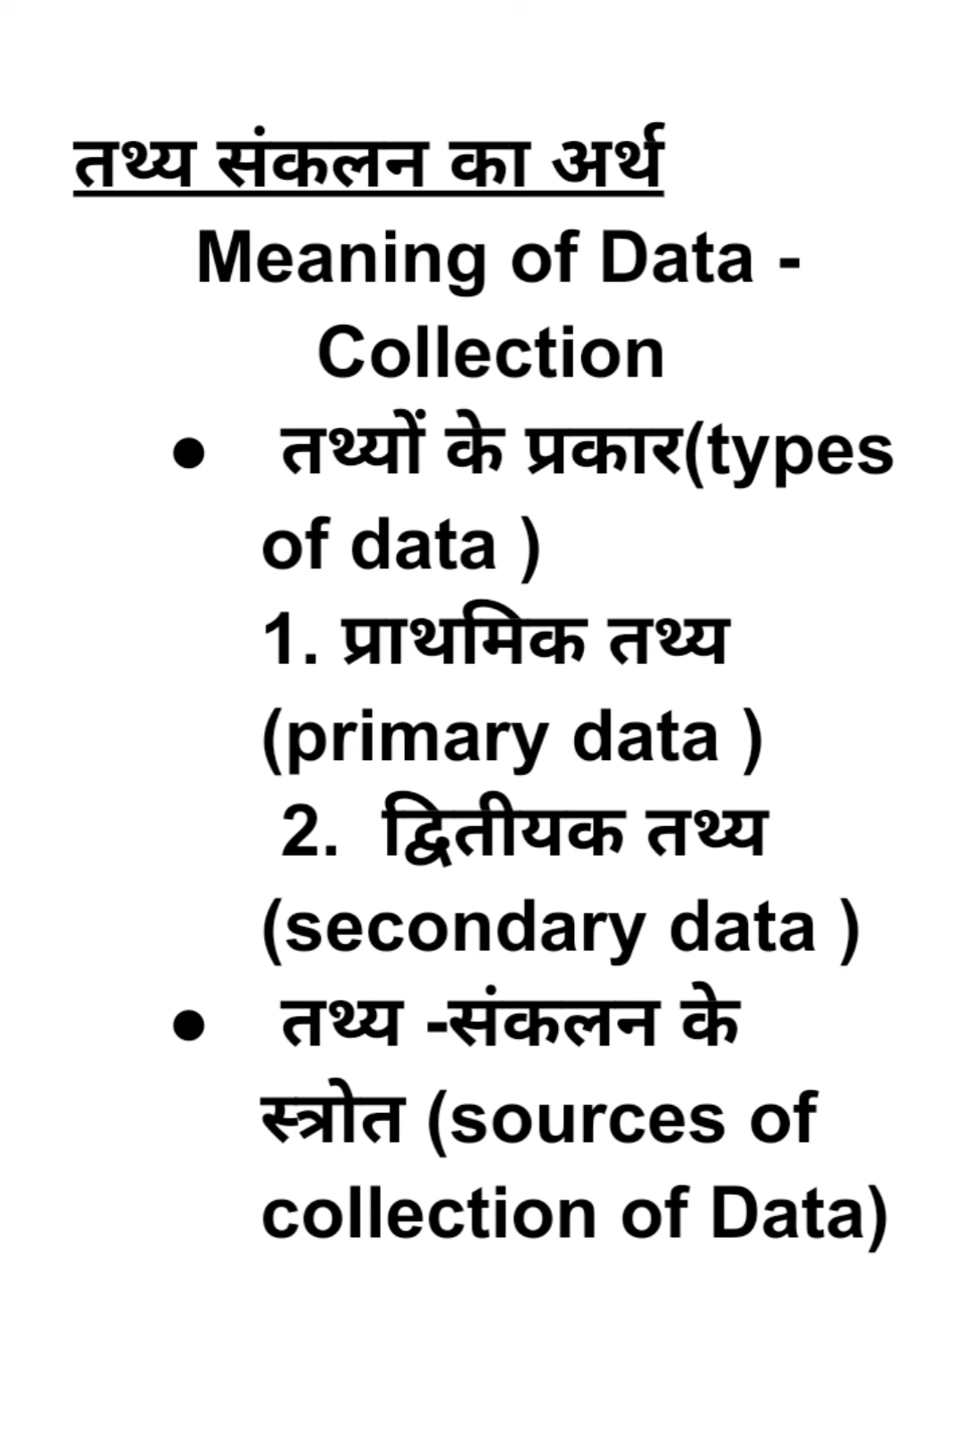 तथ्य संकलन का अर्थ
Meaning of Data -
Collection
● तथ्यों के प्रकार(types
of data )
1. प्राथमिक तथ्य
(primary data )
2. द्वितीयक तथ्य
(secondary data )
● तथ्य -संकलन के
स्त्रोत (sources of
collection of Data)